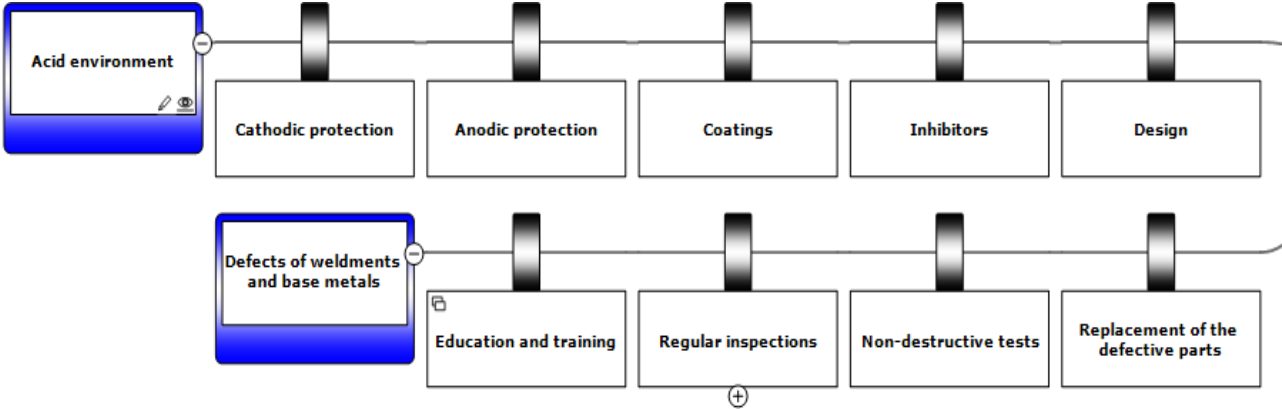 Acid environment
Cathodic protection
Anodic protection
Coatings
Inhibitors
Design
Defects of weldments
and base metals
Education and training
Regular inspections
Non-destructive tests
Replacement of the
defective parts